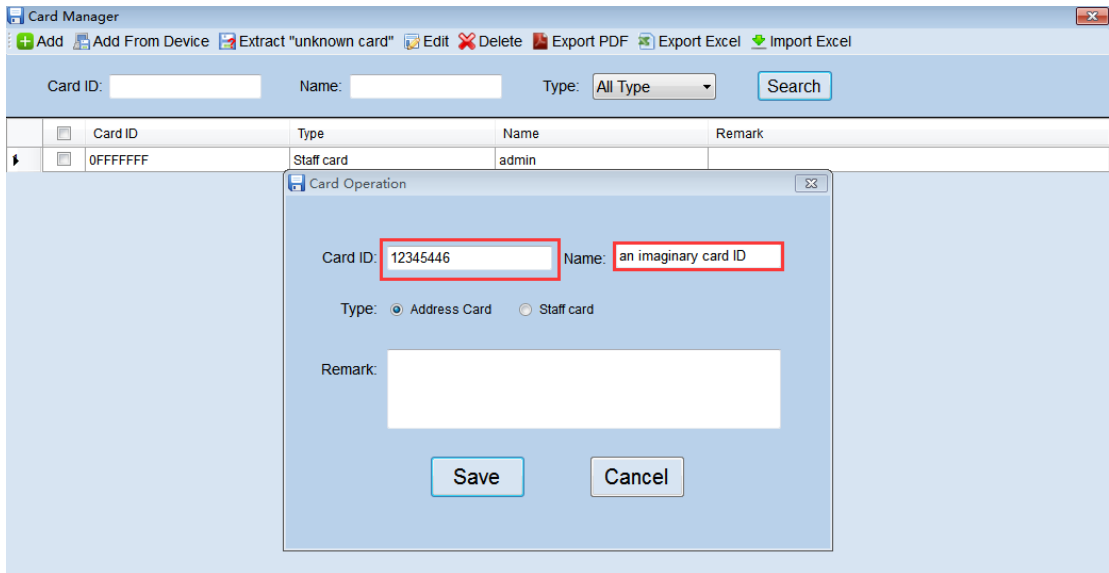 Card Manager
Add Add From Device Extract "unknown card" Edit Delete Export PDF Export Excel Import Excel
Card ID: Name: Type: All Type Search
Card ID Type Name Remark
0FFFFFFF Staff card admin
Card Operation
Card ID: 12345446 Name: an imaginary card ID
Type: Address Card Staff card
Remark:
Save Cancel